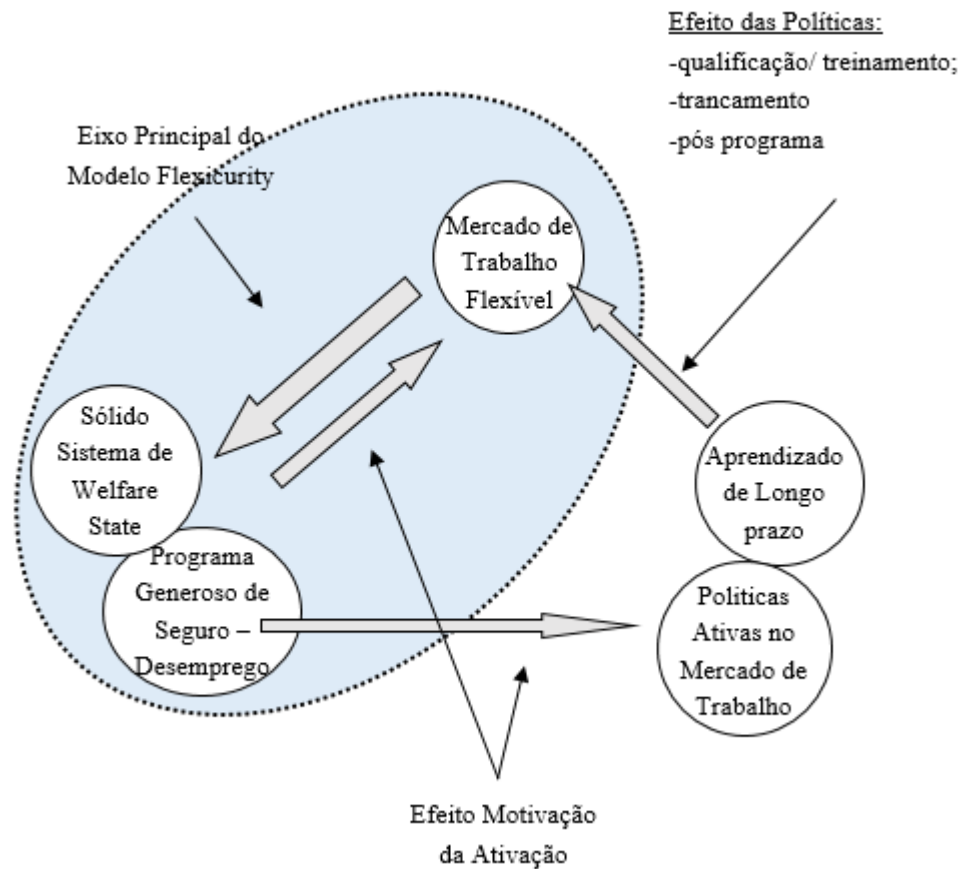 Efeito das Políticas:
-qualificação/ treinamento;
-trancamento
-pós programa
Eixo Principal do
Modelo Flexicurity
Mercado de
Trabalho
Flexível
Sólido
Sistema de
Welfare
State
Programa
Generoso de
Seguro –
Desemprego
Aprendizado
de Longo
prazo
Politicas
Ativas no
Mercado de
Trabalho
Efeito Motivação
da Ativação